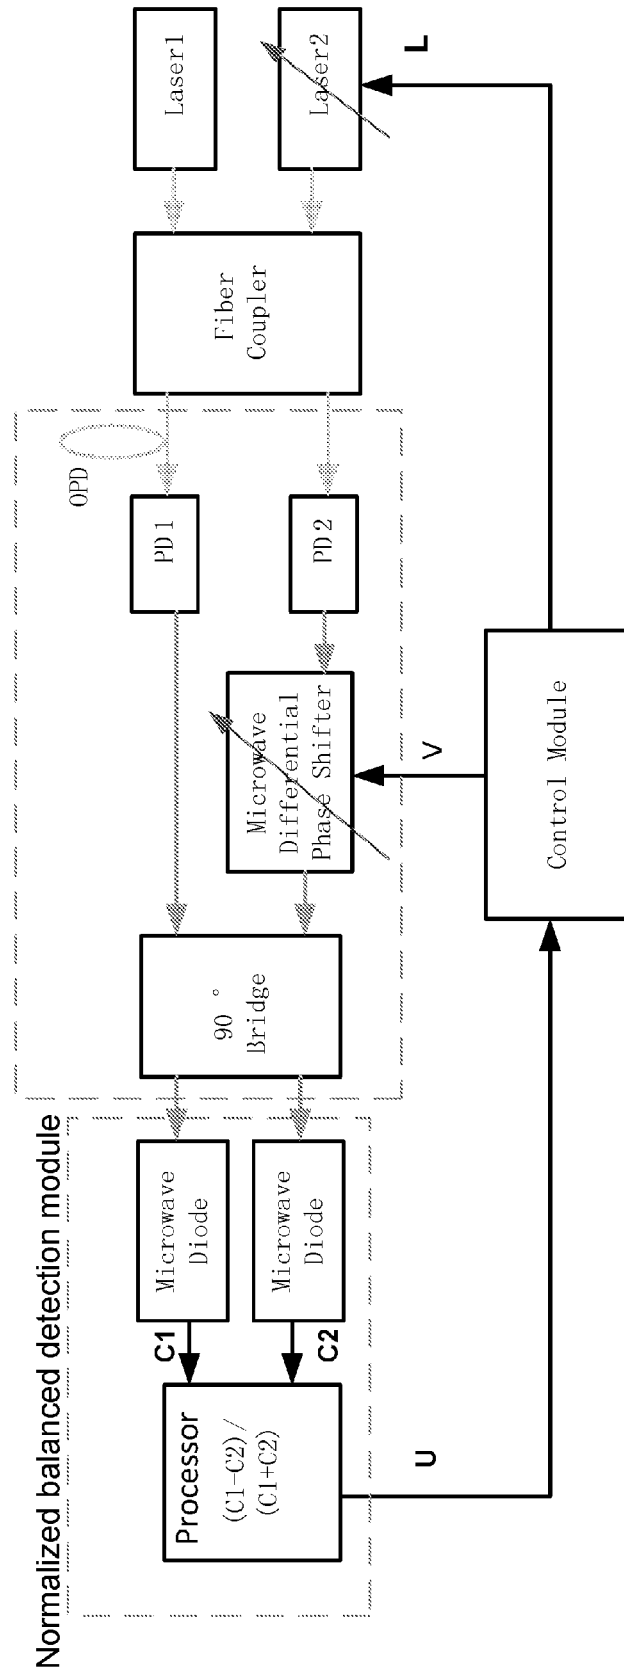 Laser1
Laser2
L
Fiber
Coupler
OPD
PD1
PD2
Microwave
Differential
Phase Shifter
V
Control Module
90 °
Bridge
Normalized balanced detection module
Microwave
Diode
Microwave
Diode
C1
C2
Processor
(C1-C2)/
(C1+C2)
U